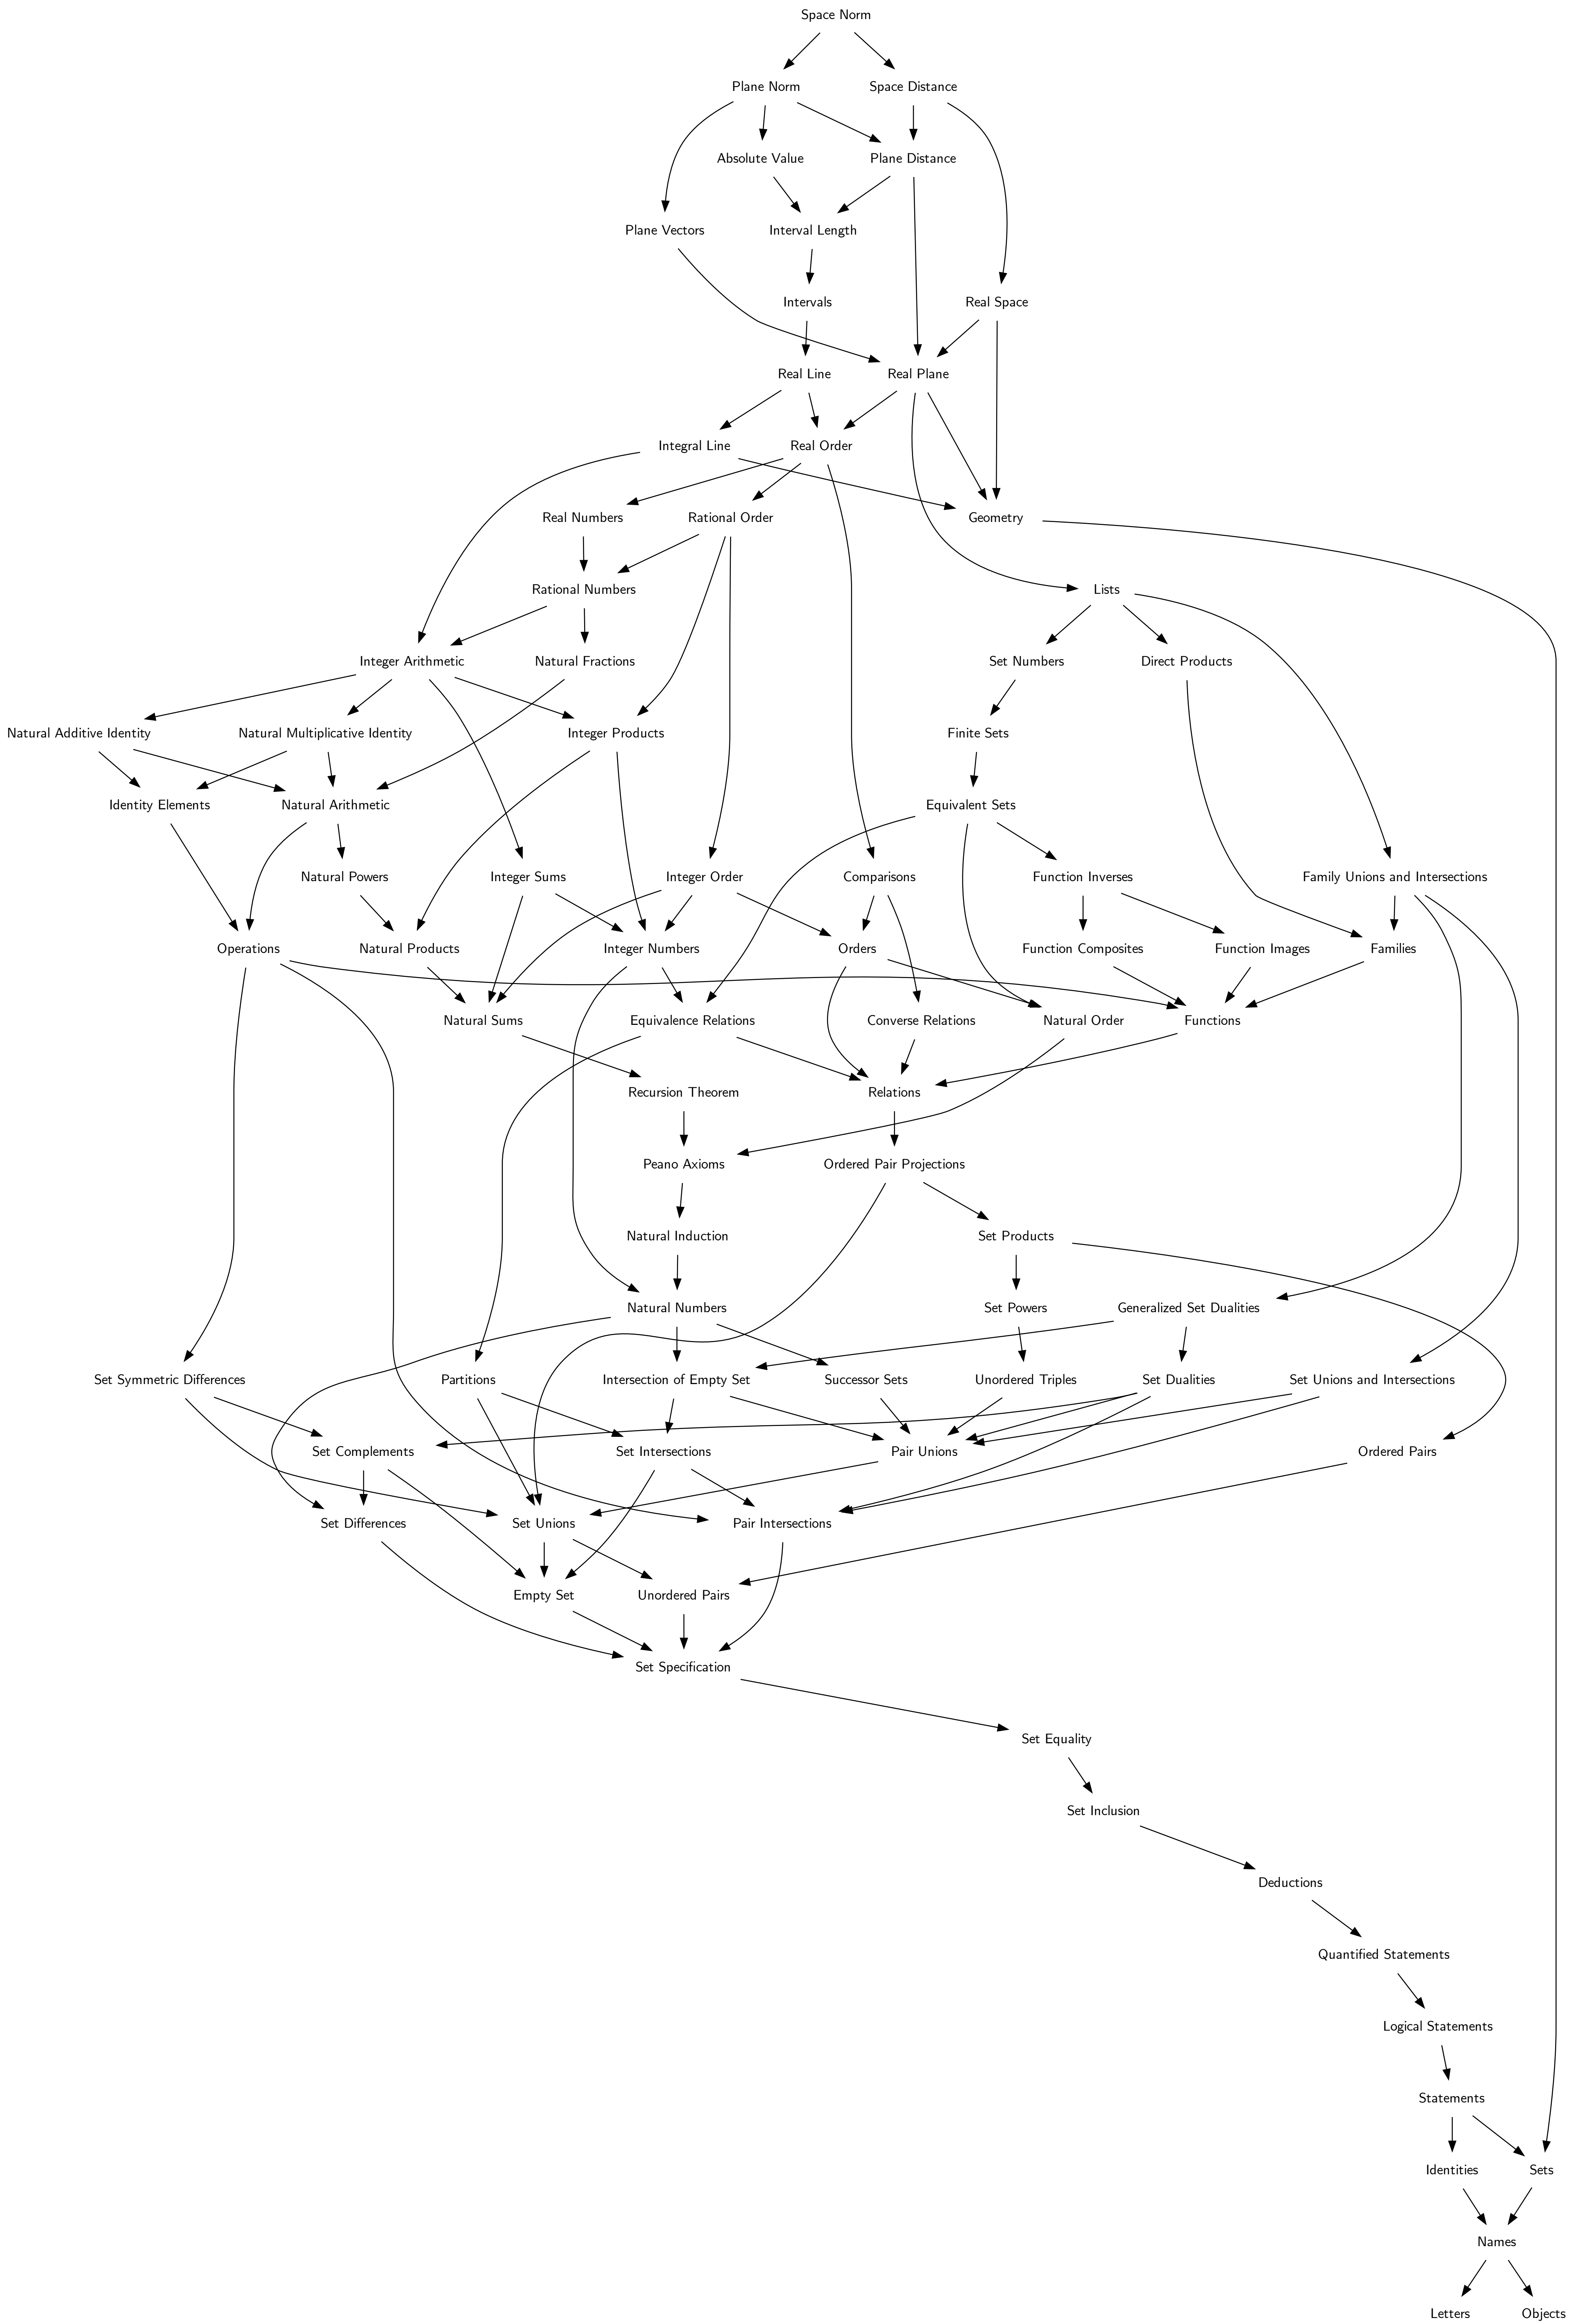 Space Norm
Plane Norm
Space Distance
Absolute Value
Plane Distance
Plane Vectors
Interval Length
Intervals
Real Space
Real Line
Real Plane
Integral Line
Real Order
Real Numbers
Rational Order
Geometry
Rational Numbers
Lists
Integer Arithmetic
Natural Fractions
Set Numbers
Direct Products
Natural Additive Identity
Natural Multiplicative Identity
Integer Products
Finite Sets
Identity Elements
Natural Arithmetic
Equivalent Sets
Natural Powers
Integer Sums
Integer Order
Comparisons
Function Inverses
Family Unions and Intersections
Operations
Natural Products
Integer Numbers
Orders
Function Composites
Function Images
Families
Natural Sums
Equivalence Relations
Converse Relations
Natural Order
Functions
Recursion Theorem
Relations
Peano Axioms
Ordered Pair Projections
Natural Induction
Set Products
Natural Numbers
Set Powers
Generalized Set Dualities
Set Symmetric Differences
Partitions
Intersection of Empty Set
Successor Sets
Unordered Triples
Set Dualities
Set Unions and Intersections
Set Complements
Set Intersections
Pair Unions
Ordered Pairs
Set Differences
Set Unions
Pair Intersections
Empty Set
Unordered Pairs
Set Specification
Set Equality
Set Inclusion
Deductions
Quantified Statements
Logical Statements
Statements
Identities
Sets
Names
Letters
Objects